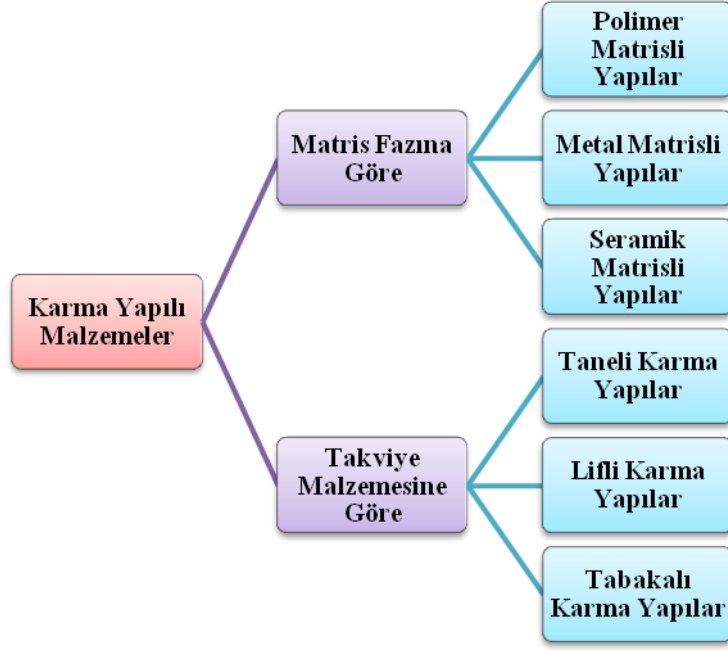 Karma Yapılı
Malzemeler
Matris Fazına
Göre
Polimer
Matrisli
Yapılar
Metal Matrisli
Yapılar
Seramik
Matrisli
Yapılar
Takviye
Malzemesine
Göre
Taneli Karma
Yapılar
Lifli Karma
Yapılar
Tabakalı
Karma Yapılar